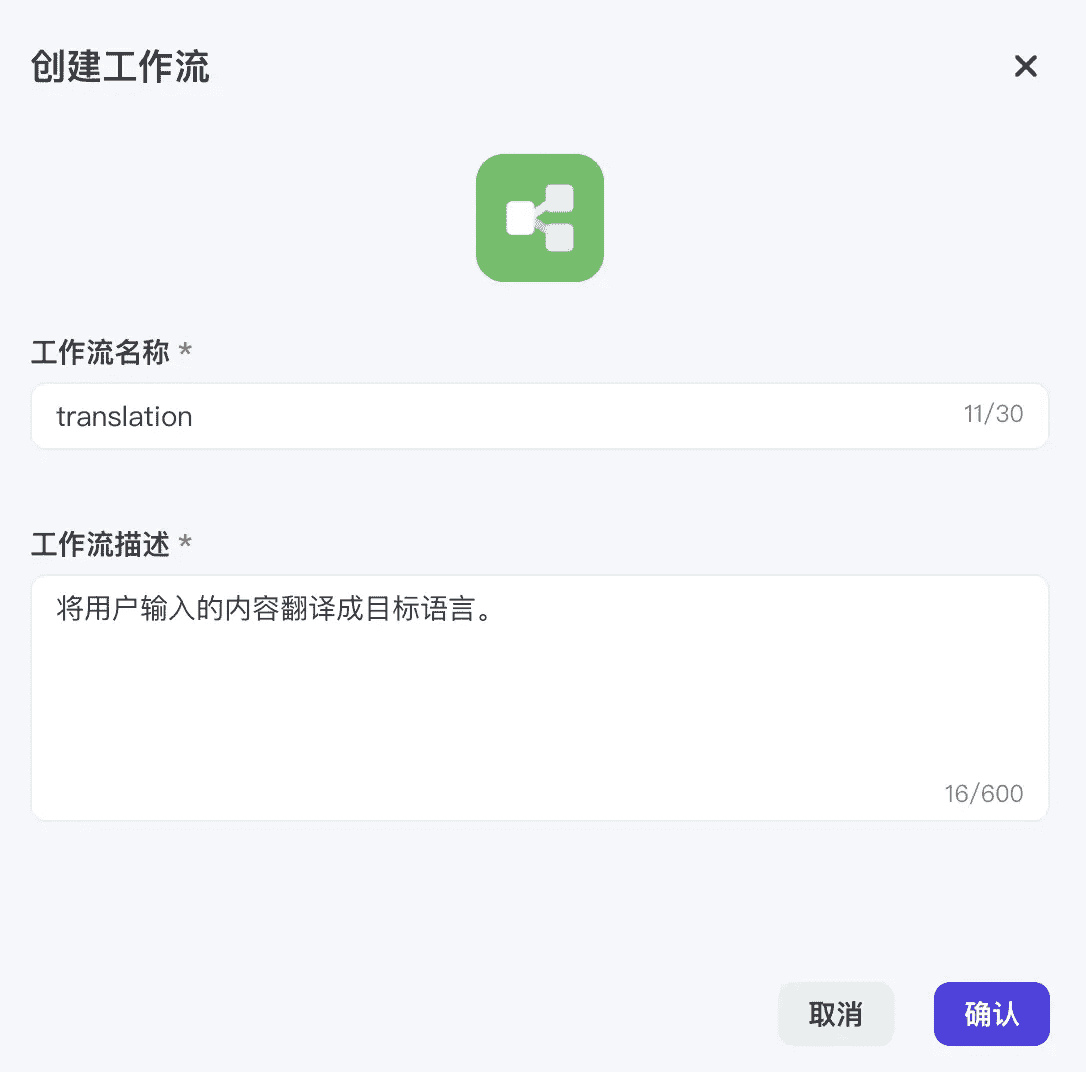 创建工作流
工作流名称 *
translation
11/30
工作流描述 *
将用户输入的内容翻译成目标语言。
16/600
取消
确认